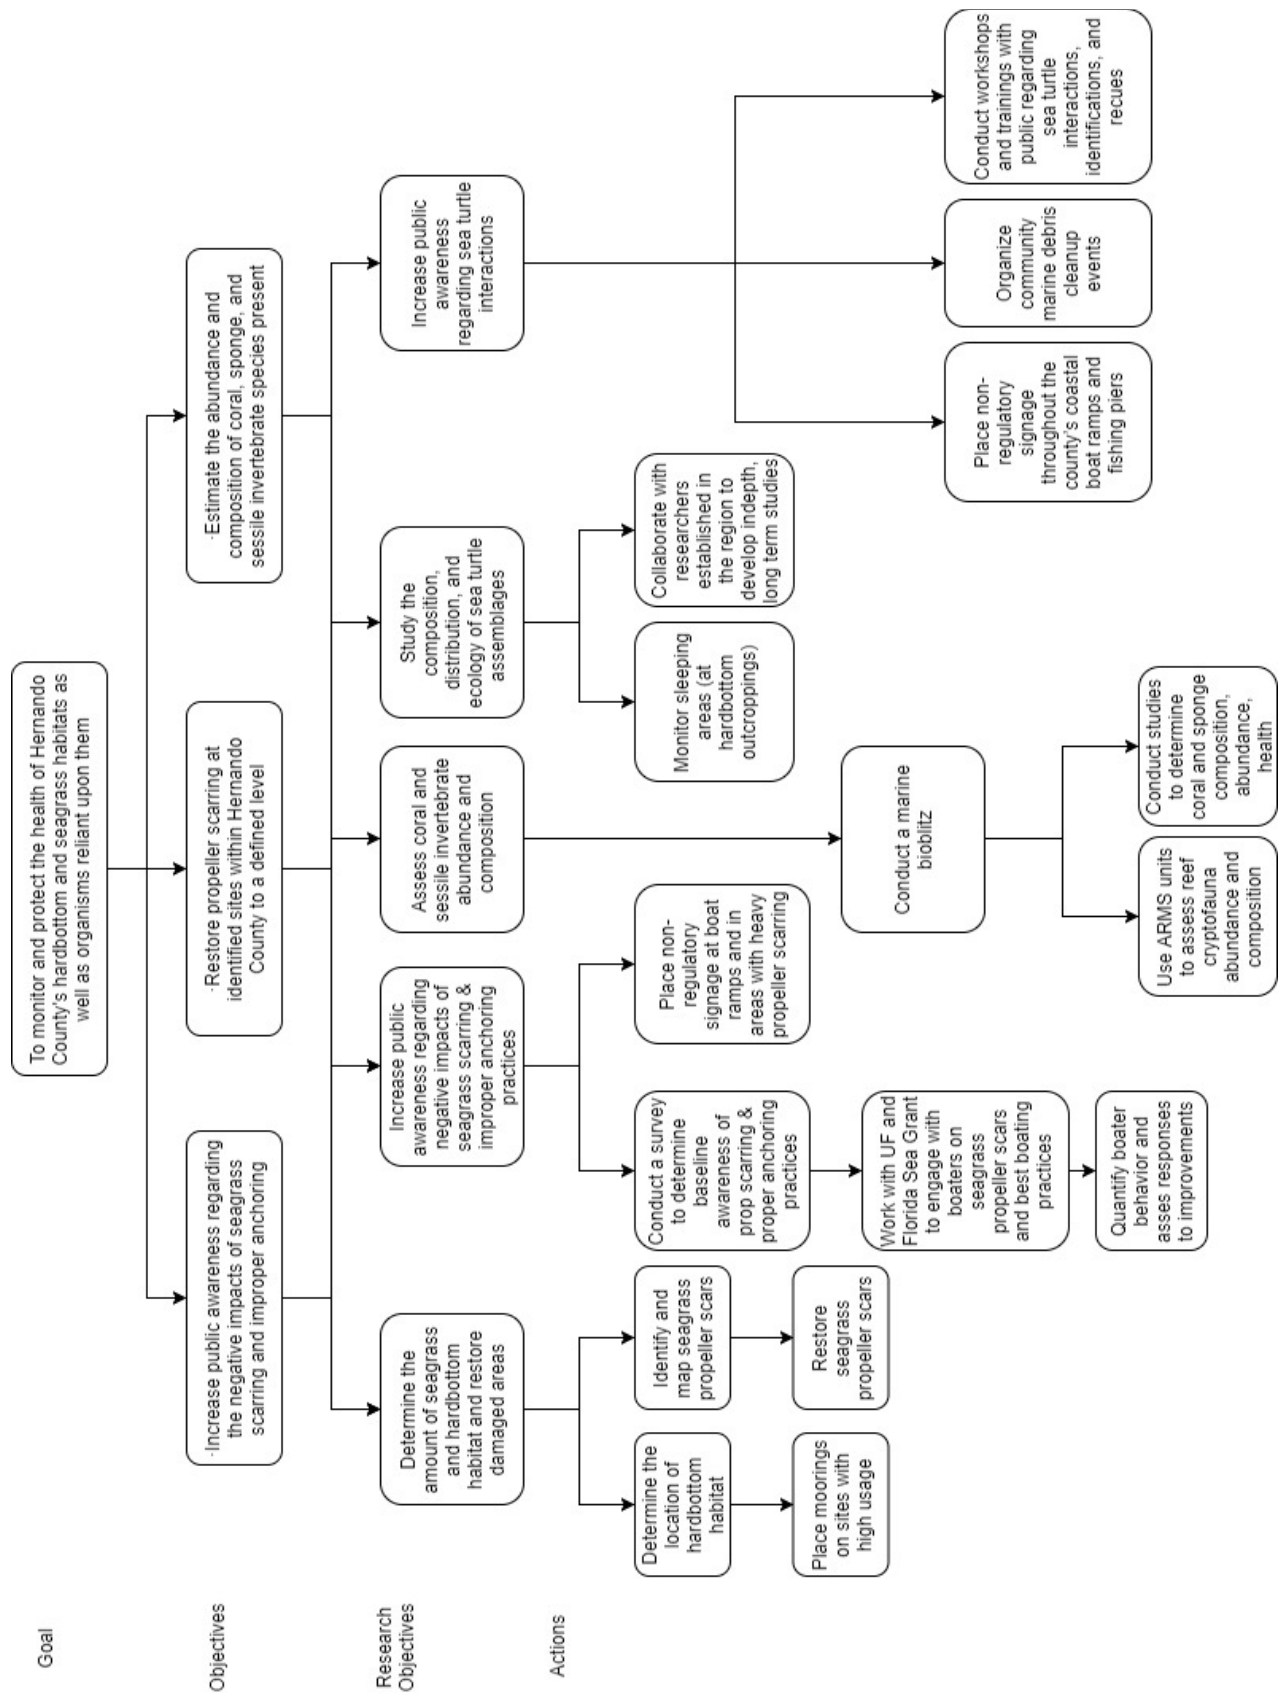 Goal
To monitor and protect the health of Hernando
County's hardbottom and seagrass habitats as
well as organisms reliant upon them
Objectives
·Increase public awareness regarding
the negative impacts of seagrass
scarring and improper anchoring
·Restore propeller scarring at
identified sites within Hernando
County to a defined level
·Estimate the abundance and
composition of coral, sponge, and
sessile invertebrate species present
Research
Objectives
Determine the
amount of seagrass
and hardbottom
habitat and restore
damaged areas
Increase public
awareness regarding
negative impacts of
seagrass scarring &
improper anchoring
practices
Assess coral and
sessile invertebrate
abundance and
composition
Study the
composition,
distribution, and
ecology of sea turtle
assemblages
Increase public
awareness
regarding sea turtle
interactions
Actions
Determine the
location of
hardbottom
habitat
Identify and
map seagrass
propeller scars
Conduct a survey
to determine
baseline
awareness of
prop scarring &
proper anchoring
practices
Place non-
regulatory
signage at boat
ramps and in
areas with heavy
propeller scarring
Monitor sleeping
areas (at
hardbottom
outcroppings)
Collaborate with
researchers
established in
the region to
develop indepth,
long term studies
Place moorings
on sites with
high usage
Restore
seagrass
propeller scars
Work with UF and
Florida Sea Grant
to engage with
boaters on
seagrass
propeller scars
and best boating
practices
Conduct a marine
bioblitz
Place non-
regulatory
signage
throughout the
county's coastal
boat ramps and
fishing piers
Organize
community
marine debris
cleanup
events
Conduct workshops
and trainings with
public regarding
sea turtle
interactions,
identifications, and
recues
Quantify boater
behavior and
asses responses
to improvements
Use ARMS units
to assess reef
cryptofauna
abundance and
composition
Conduct studies
to determine
coral and sponge
composition,
abundance,
health